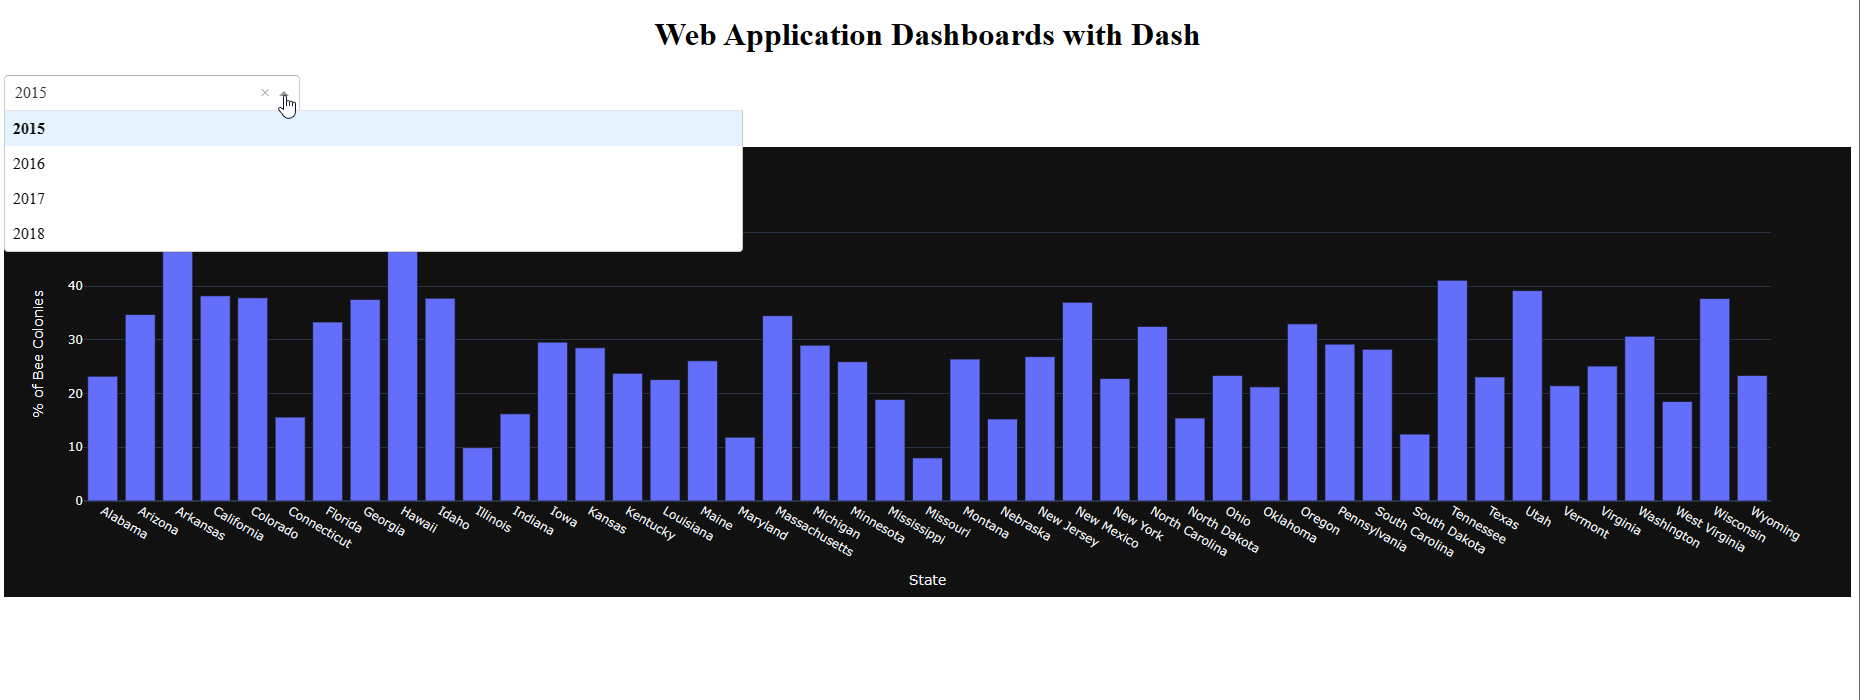 Web Application Dashboards with Dash
2015 ×
2015
2016
2017
2018
40
30
20
10
0
% of Bee Colonies
Alabama
Arizona
Arkansas
California
Colorado
Connecticut
Florida
Georgia
Hawaii
Idaho
Illinois
Indiana
Iowa
Kansas
Kentucky
Louisiana
Maine
Maryland
Massachusetts
Michigan
Minnesota
Mississippi
Missouri
Montana
Nebraska
New Jersey
New Mexico
New York
North Carolina
North Dakota
Ohio
Oklahoma
Oregon
Pennsylvania
South Carolina
South Dakota
Tennessee
Texas
Utah
Vermont
Virginia
Washington
West Virginia
Wisconsin
Wyoming
State